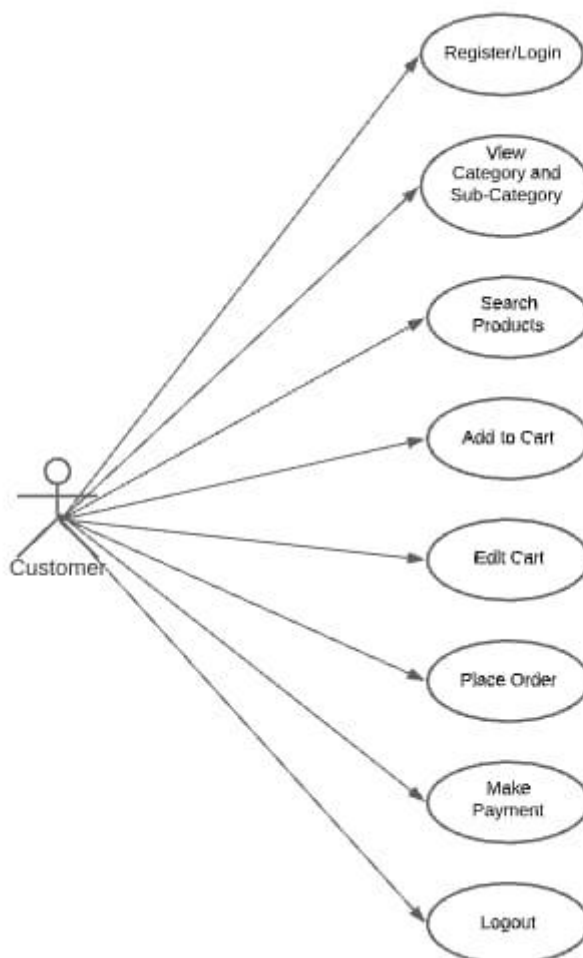 Register/Login
View
Category and
Sub-Category
Search
Products
Add to Cart
Customer
Edit Cart
Place Order
Make
Payment
Logout